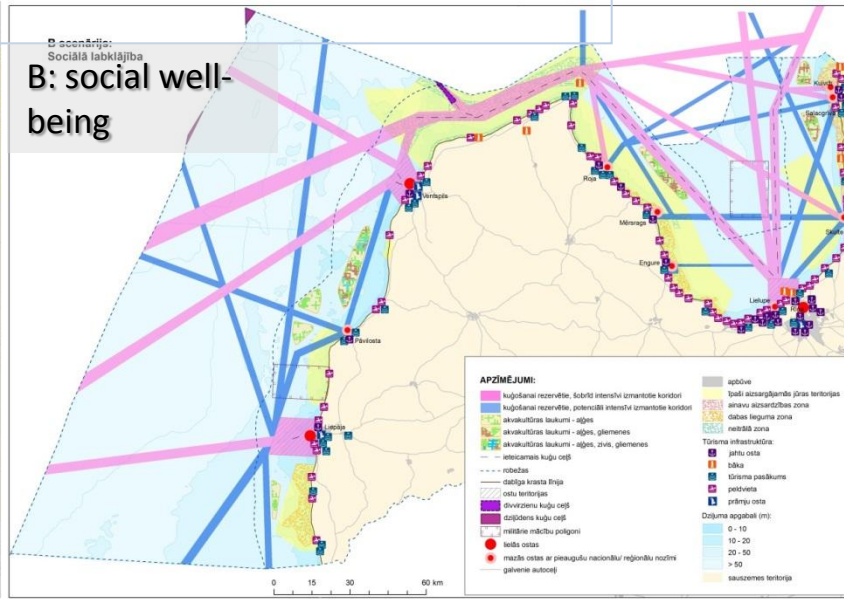 B scenārijs:
Sociālā labklājība
B: social well-
being
Kuivīži
Salacgrīva
Ventspils
Roja
Mērsrags
Skulte
Engure
Lielupe
Pāvilosta
Liepāja
APZĪMĒJUMI:
kuģošanai rezervētie, šobrīd intensīvi izmantotie koridori
kuģošanai rezervētie, potenciāli intensīvi izmantotie koridori
akvakultūras laukumi - aļģes
akvakultūras laukumi - aļģes, gliemenes
akvakultūras laukumi - aļģes, zivis, gliemenes
ieteicamais kuģu ceļš
robežas
dabīga krasta līnija
ostu teritorijas
divvirzienu kuģu ceļš
dziļūdens kuģu ceļš
militārie mācību poligoni
lielās ostas
mazās ostas ar pieaugušu nacionālu/ reģionālu nozīmi
galvenie autoceļi
apbūve
īpaši aizsargājamās jūras teritorijas
ainavu aizsardzības zona
dabas lieguma zona
neitrālā zona
Tūrisma infrastruktūra:
jahtu osta
bāka
tūrisma pasākums
peldvieta
prāmju osta
Dziļuma apgabali (m):
0 - 10
10 - 20
20 - 50
> 50
sauszemes teritorija
0 15 30 60 km